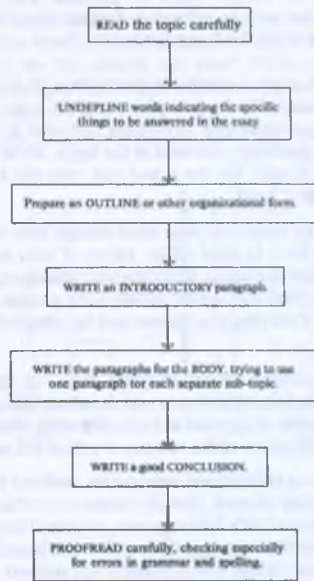 READ the topic carefully
UNDERLINE words indicating the specific
things to be answered in the essay
Prepare an OUTLINE or other organizational form.
WRITE an INTRODUCTORY paragraph.
WRITE the paragraphs for the BODY, trying to use
one paragraph for each separate sub-topic.
WRITE a good CONCLUSION.
PROOFREAD carefully, checking especially
for errors in grammar and spelling.